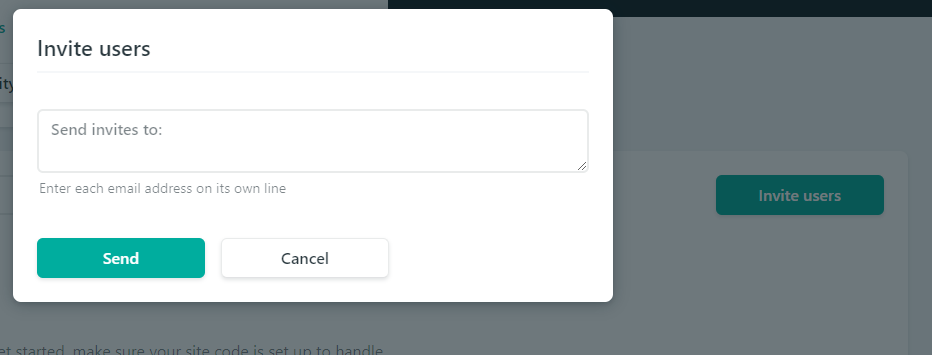 s
Invite users
ity
Send invites to:
Enter each email address on its own line
Invite users
Send
Cancel
et started, make sure your site code is set up to handle